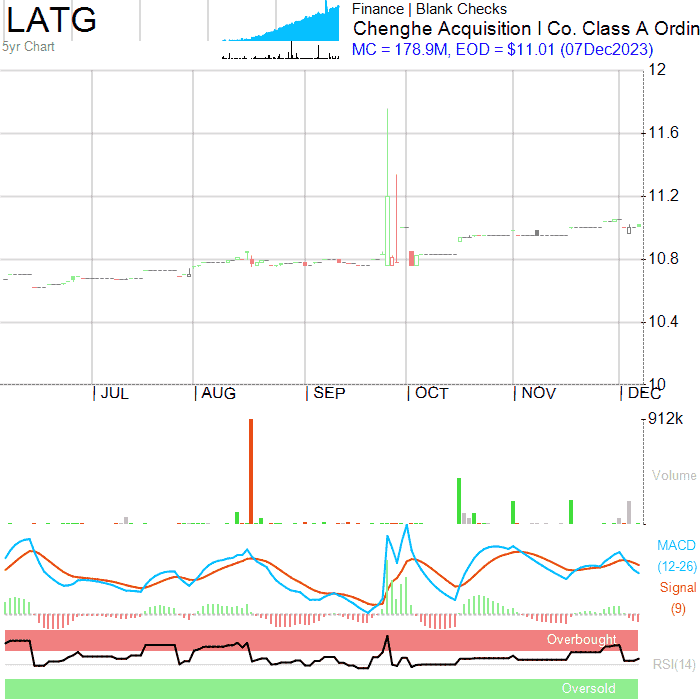 LATG
5yr Chart
Finance | Blank Checks
Chenghe Acquisition I Co. Class A Ordin
MC = 178.9M, EOD = $11.01 (07Dec2023)
12
11.6
11.2
10.8
10.4
10
JUL AUG SEP OCT NOV DEC
912k
Volume
MACD
(12-26)
Signal
(9)
Overbought
RSI(14)
Oversold